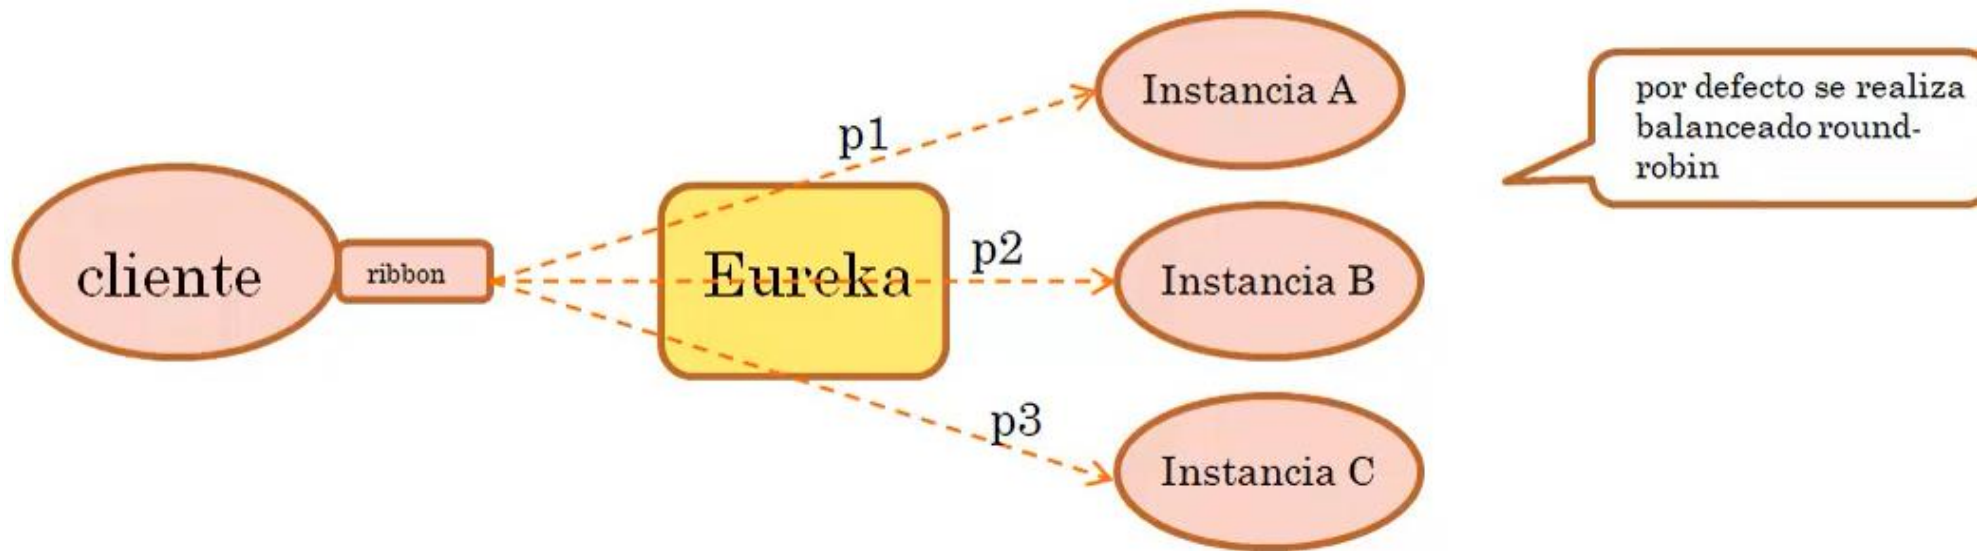 cliente
ribbon
Eureka
p1
p2
p3
Instancia A
Instancia B
Instancia C
por defecto se realiza
balanceado round-
robin